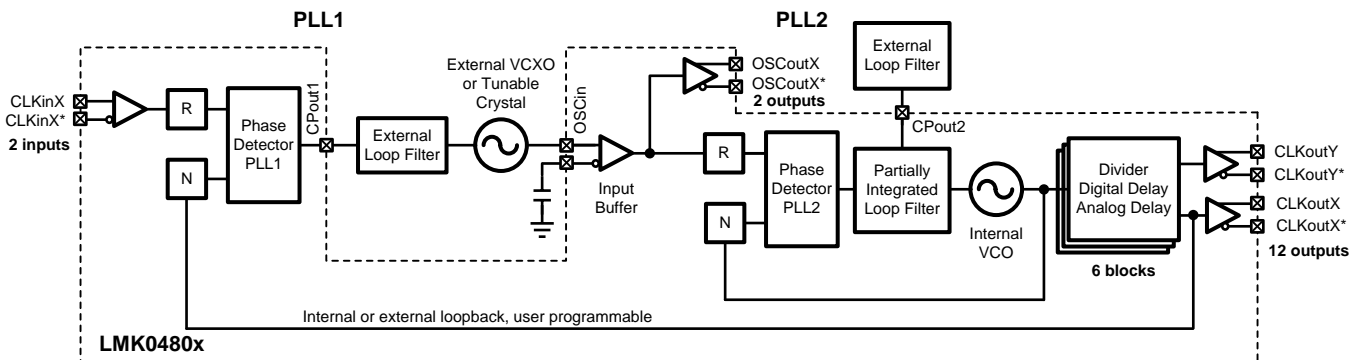 PLL1
PLL2
CLKinX
CLKinX*
2 inputs
R
N
Phase
Detector
PLL1
CPout1
External
Loop Filter
External VCXO
or Tunable
Crystal
OSCin
Input
Buffer
OSCoutX
OSCoutX*
2 outputs
R
N
Phase
Detector
PLL2
External
Loop Filter
CPout2
Partially
Integrated
Loop Filter
Internal
VCO
Divider
Digital Delay
Analog Delay
6 blocks
CLKoutY
CLKoutY*
CLKoutX
CLKoutX*
12 outputs
Internal or external loopback, user programmable
LMK0480x